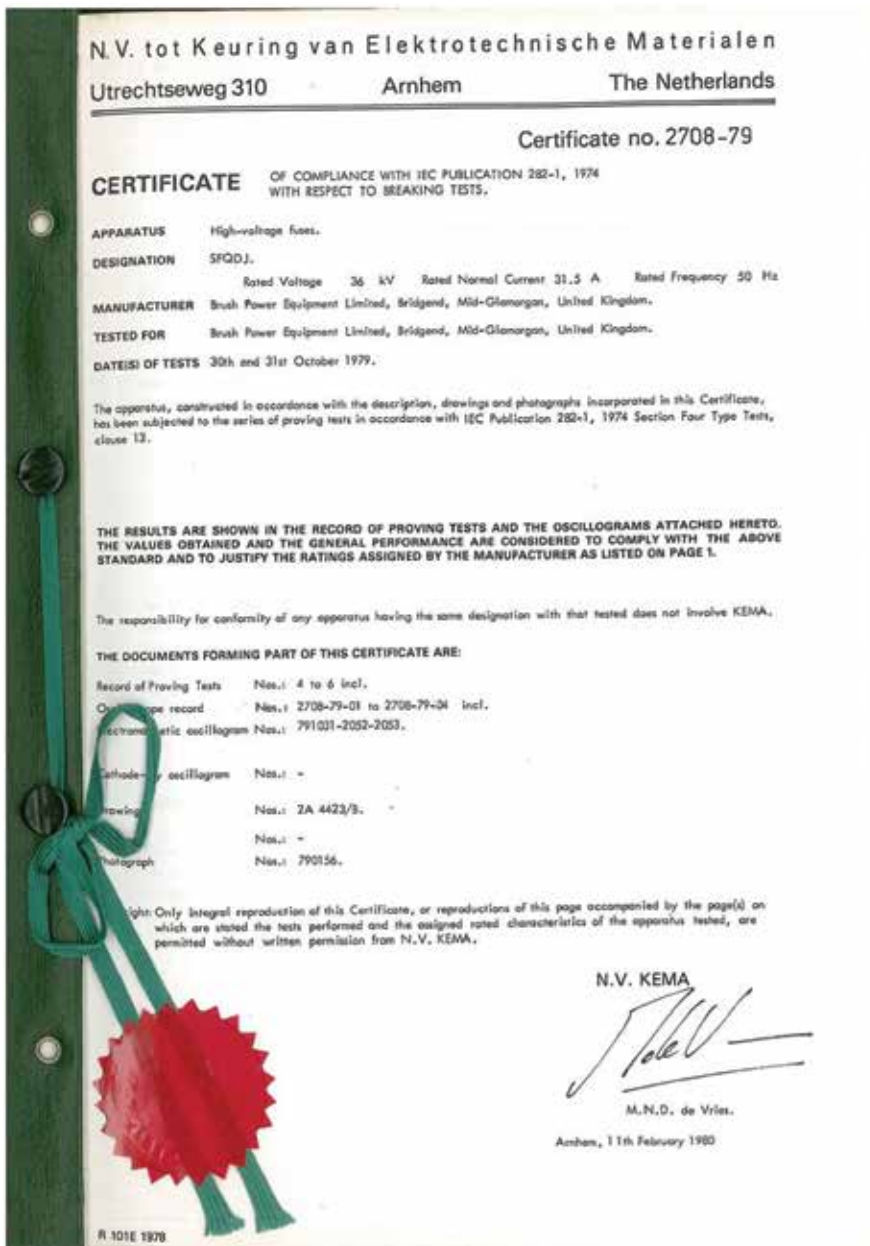 N.V. tot Keuring van Elektrotechnische Materialen
Utrechtseweg 310 Arnhem The Netherlands
Certificate no. 2708-79
CERTIFICATE OF COMPLIANCE WITH IEC PUBLICATION 282-1, 1974
WITH RESPECT TO BREAKING TESTS.
APPARATUS High-voltage fuses.
DESIGNATION SFQDJ.
Rated Voltage 36 kV Rated Normal Current 31.5 A Rated Frequency 50 Hz
MANUFACTURER Brush Power Equipment Limited, Bridgend, Mid-Glamorgan, United Kingdom.
TESTED FOR Brush Power Equipment Limited, Bridgend, Mid-Glamorgan, United Kingdom.
DATE(S) OF TESTS 30th and 31st October 1979.
The apparatus, constructed in accordance with the description, drawings and photographs incorporated in this Certificate,
has been subjected to the series of proving tests in accordance with IEC Publication 282-1, 1974 Section Four Type Tests,
clause 13.
THE RESULTS ARE SHOWN IN THE RECORD OF PROVING TESTS AND THE OSCILLOGRAMS ATTACHED HERETO.
THE VALUES OBTAINED AND THE GENERAL PERFORMANCE ARE CONSIDERED TO COMPLY WITH THE ABOVE
STANDARD AND TO JUSTIFY THE RATINGS ASSIGNED BY THE MANUFACTURER AS LISTED ON PAGE 1.
The responsibility for conformity of any apparatus having the same designation with that tested does not involve KEMA.
THE DOCUMENTS FORMING PART OF THIS CERTIFICATE ARE:
Record of Proving Tests Nos.: 4 to 6 incl.
record Nos.: 2708-79-01 to 2708-79-04 incl.
oscillogram Nos.: 791031-2052-2053.
oscillogram Nos.: -
Nos.: 2A 4423/B.
Nos.: -
Photograph Nos.: 790156.
Only integral reproduction of this Certificate, or reproductions of this page accompanied by the page(s) on
which are stated the tests performed and the assigned rated characteristics of the apparatus tested, are
permitted without written permission from N.V. KEMA.
N.V. KEMA
M.N.D. de Vries.
Arnhem, 11th February 1980
R 101E 1978